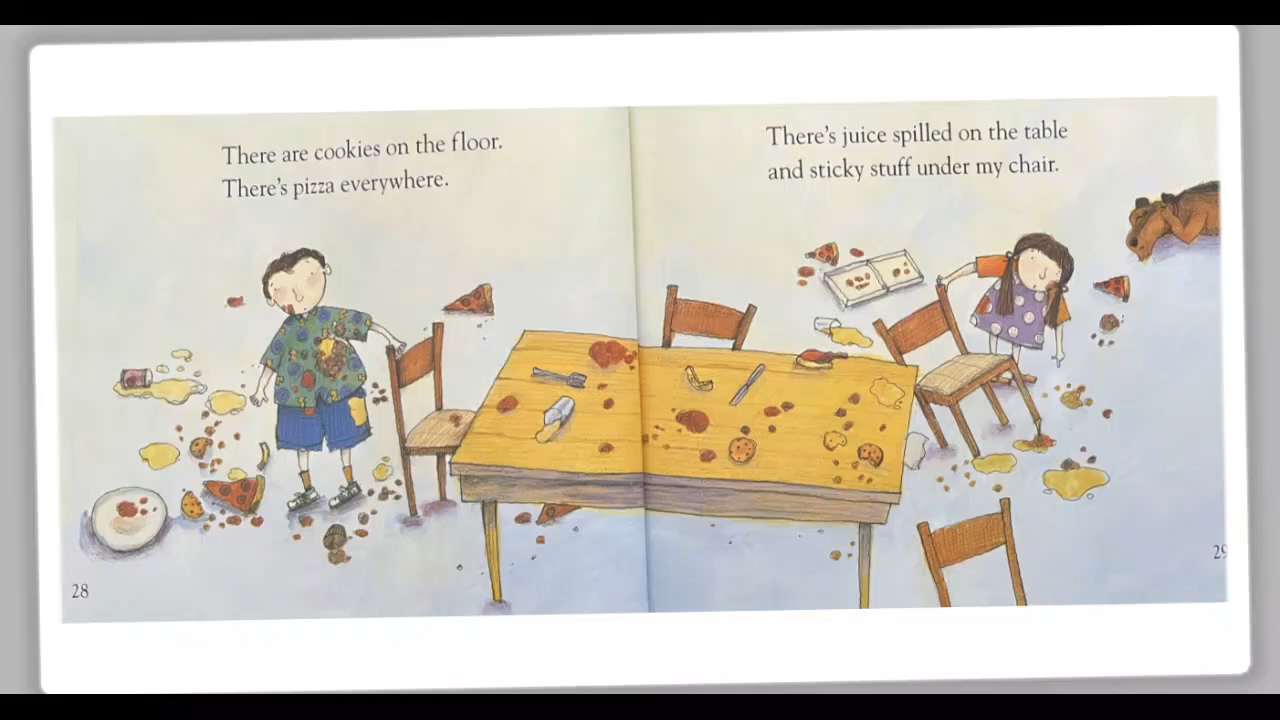 There are cookies on the floor.
There's pizza everywhere.
28
There's juice spilled on the table
and sticky stuff under my chair.
29